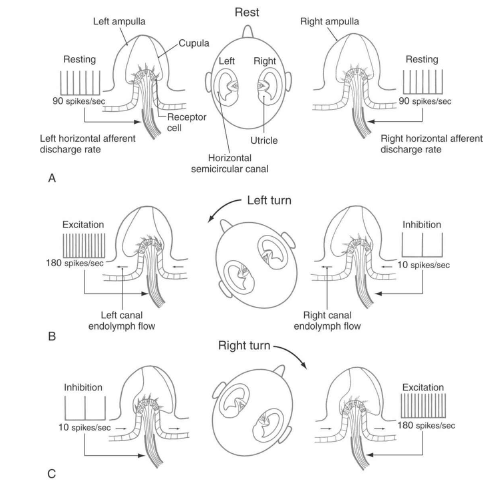 Rest
Left ampulla
Right ampulla
Cupula
Resting
Left
Right
Resting
90 spikes/sec
90 spikes/sec
Receptor
cell
Left horizontal afferent
discharge rate
Utricle
Right horizontal afferent
discharge rate
Horizontal
semicircular canal
A
Left turn
Excitation
Inhibition
180 spikes/sec
10 spikes/sec
Left canal
endolymph flow
Right canal
endolymph flow
B
Right turn
Inhibition
Excitation
10 spikes/sec
180 spikes/sec
C